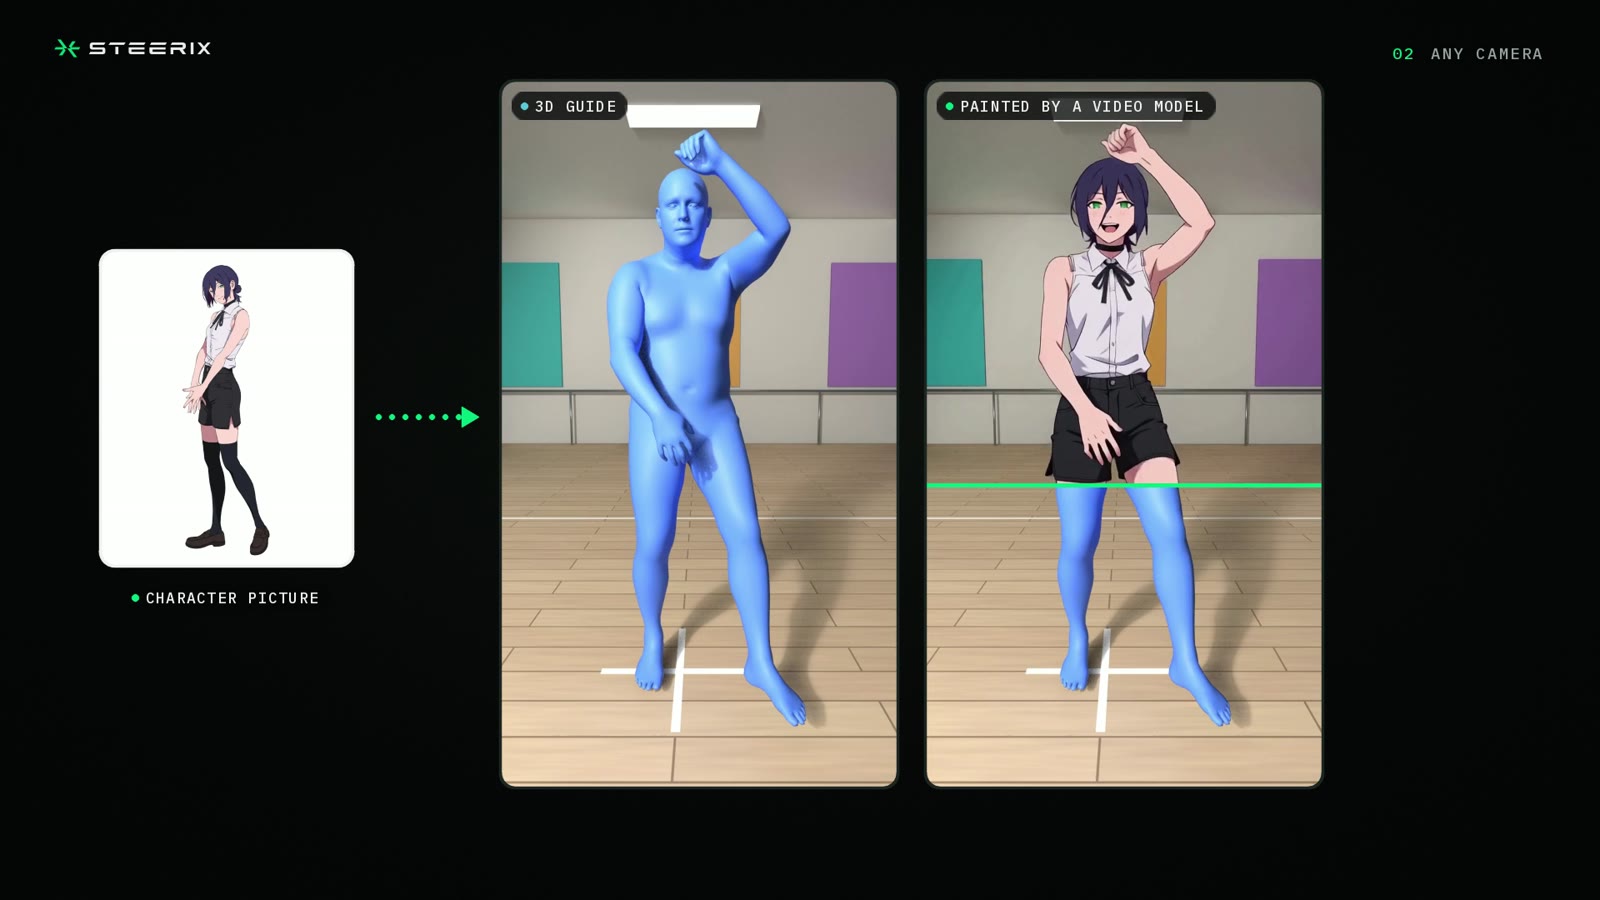 STEERIX
02 ANY CAMERA
3D GUIDE
PAINTED BY A VIDEO MODEL
CHARACTER PICTURE